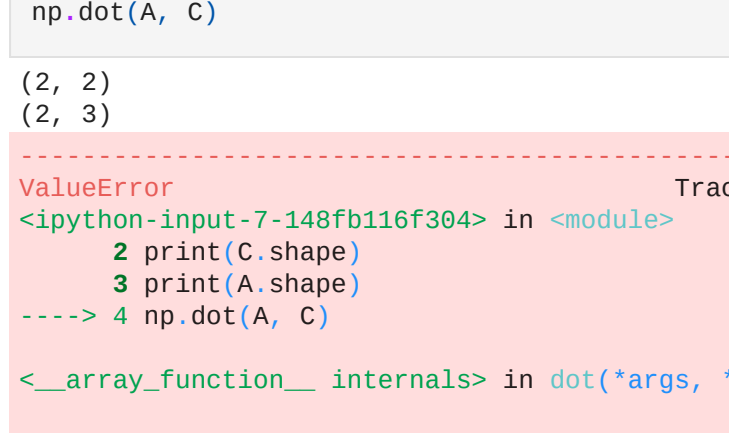 np.dot(A, C)
(2, 2)
(2, 3)
----------------------------------------------
ValueError Trac
<ipython-input-7-148fb116f304> in <module>
2 print(C.shape)
3 print(A.shape)
----> 4 np.dot(A, C)
<__array_function__ internals> in dot(*args, *